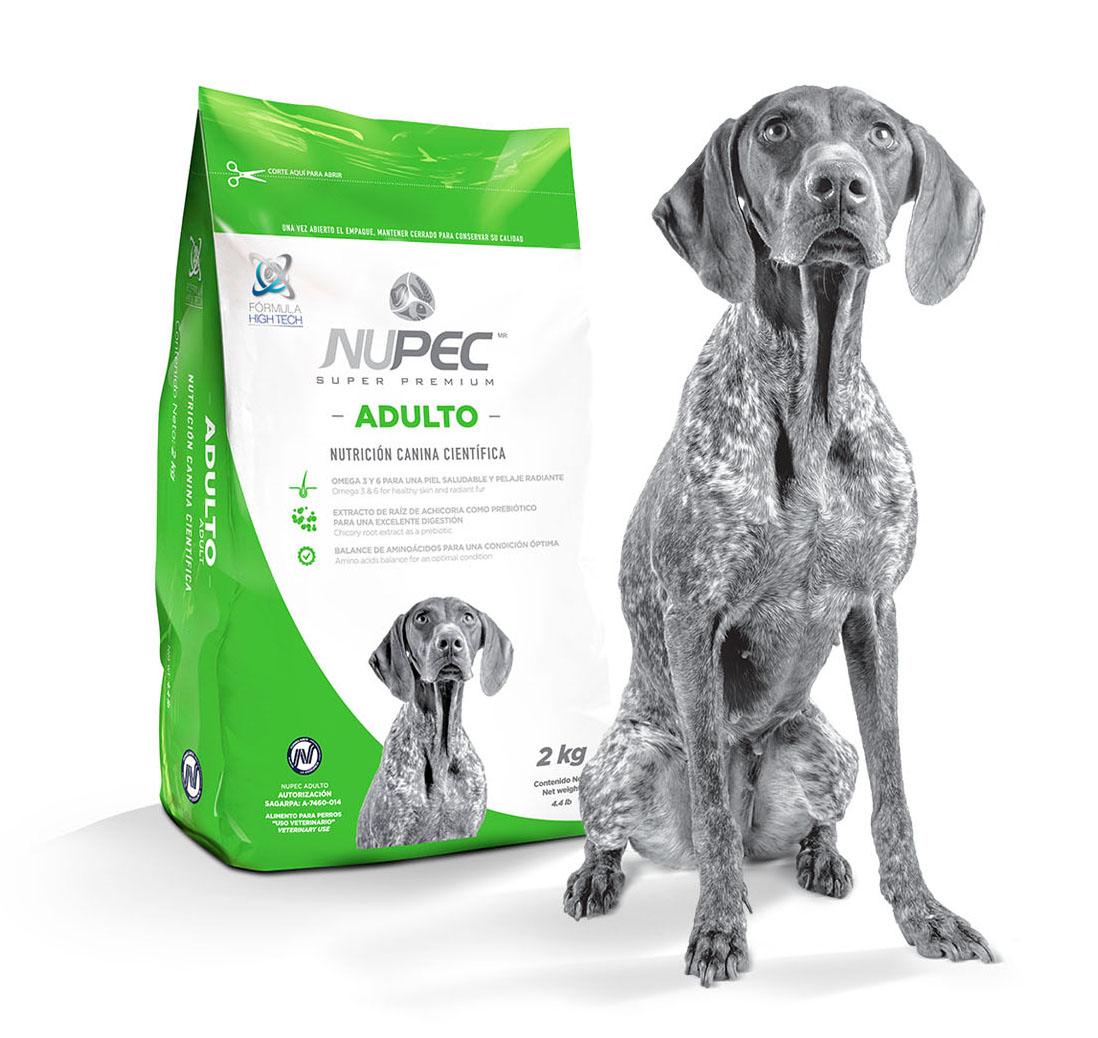 CORTE AQUÍ PARA ABRIR
UNA VEZ ABIERTO EL EMPAQUE, MANTENER CERRADO PARA CONSERVAR SU CALIDAD
FÓRMULA
HIGH TECH
NUPEC MR
SUPER PREMIUM
- ADULTO -
NUTRICIÓN CANINA CIENTÍFICA
OMEGA 3 Y 6 PARA UNA PIEL SALUDABLE Y PELAJE RADIANTE
Omega 3 & 6 for healthy skin and radiant fur
EXTRACTO DE RAÍZ DE ACHICORIA COMO PREBIÓTICO
PARA UNA EXCELENTE DIGESTIÓN
Chicory root extract as a prebiotic
BALANCE DE AMINOÁCIDOS PARA UNA CONDICIÓN ÓPTIMA
Amino acids balance for an optimal condition
2 kg
Contenido
Net weight
4.4 lb
NUPEC ADULTO
AUTORIZACIÓN
SAGARPA: A-7460-014
ALIMENTO PARA PERROS
"USO VETERINARIO"
VETERINARY USE
ADULTO
ADULT
NUTRICIÓN CANINA CIENTÍFICA
Contenido Neto: 2 kg